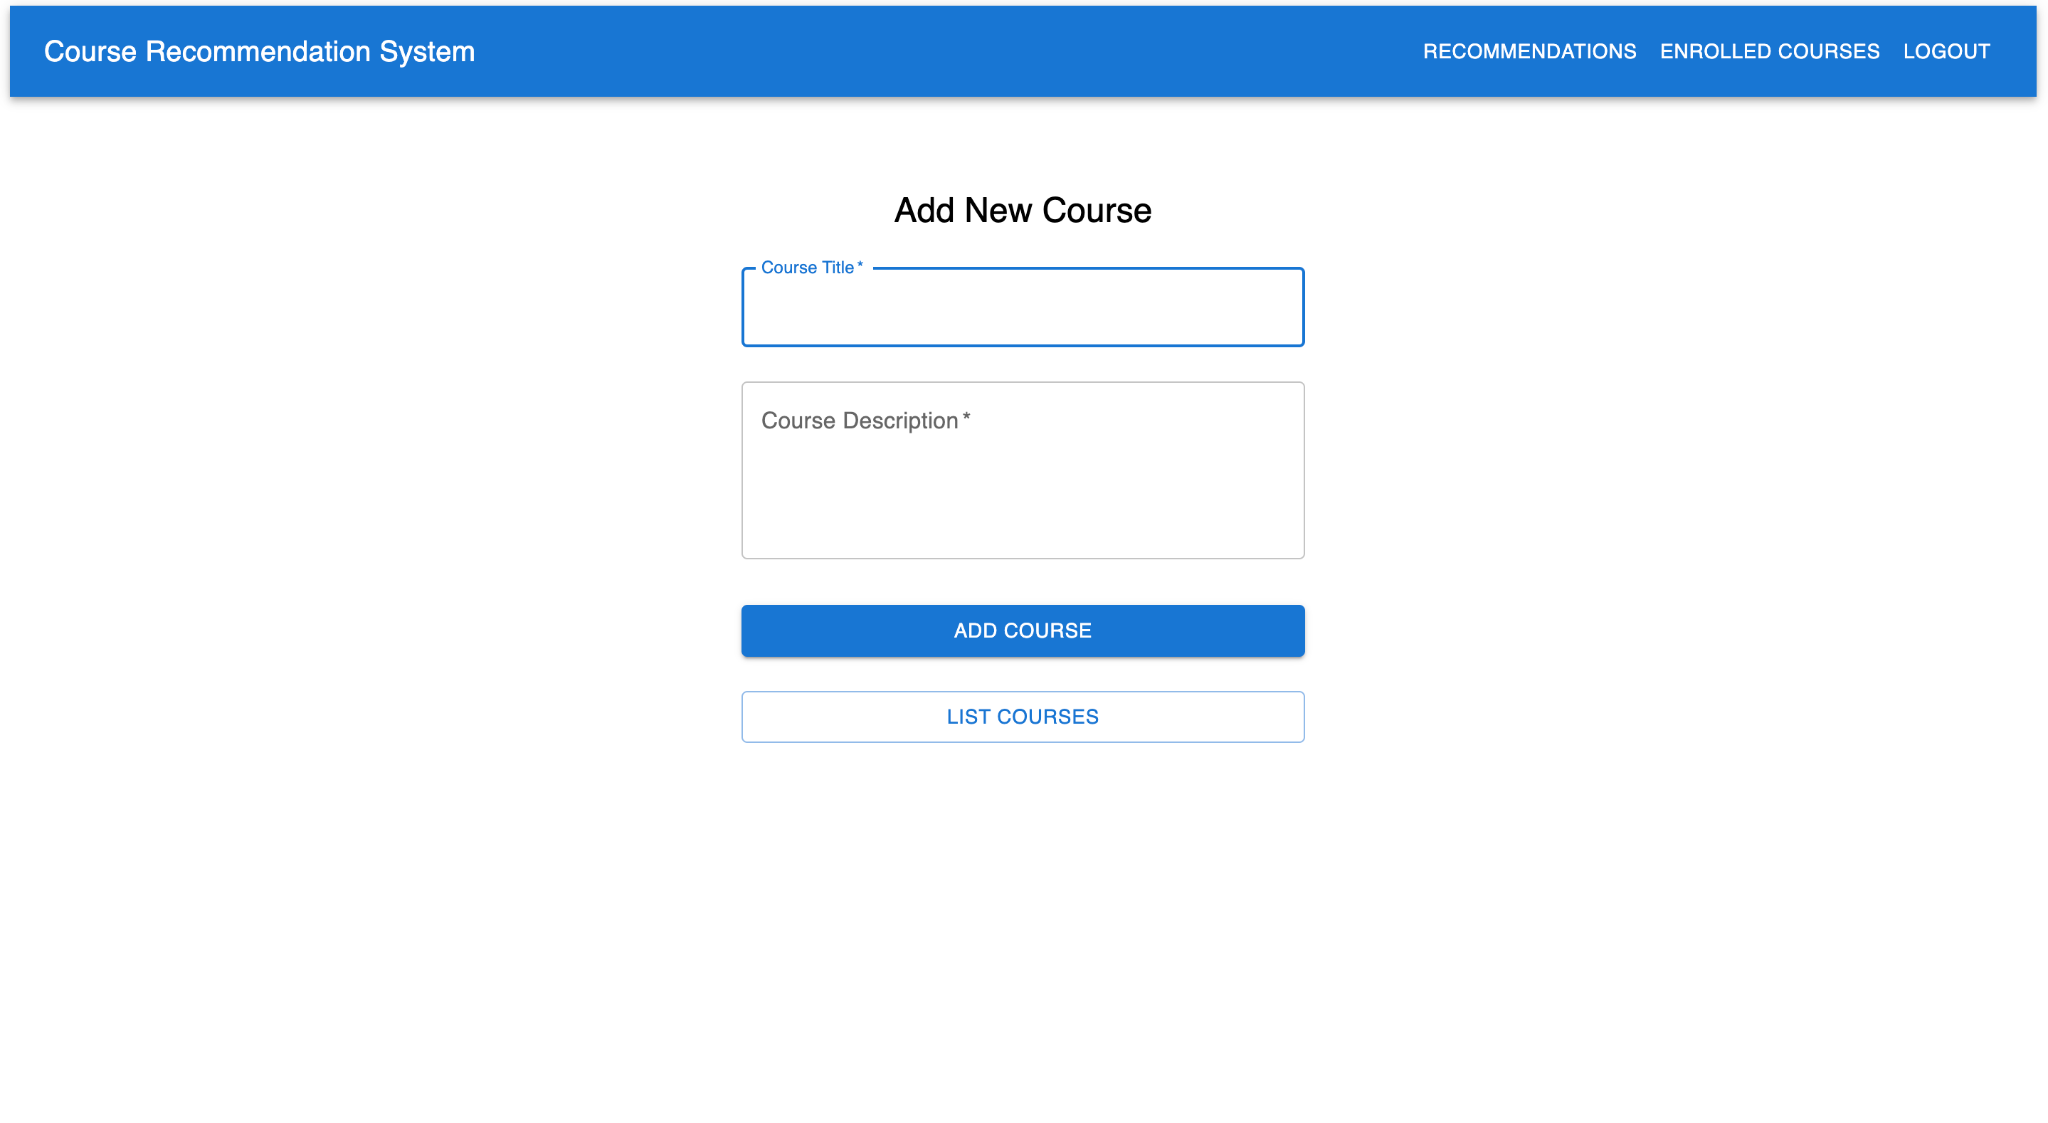 Course Recommendation System RECOMMENDATIONS ENROLLED COURSES LOGOUT
Add New Course
Course Title *
Course Description *
ADD COURSE
LIST COURSES